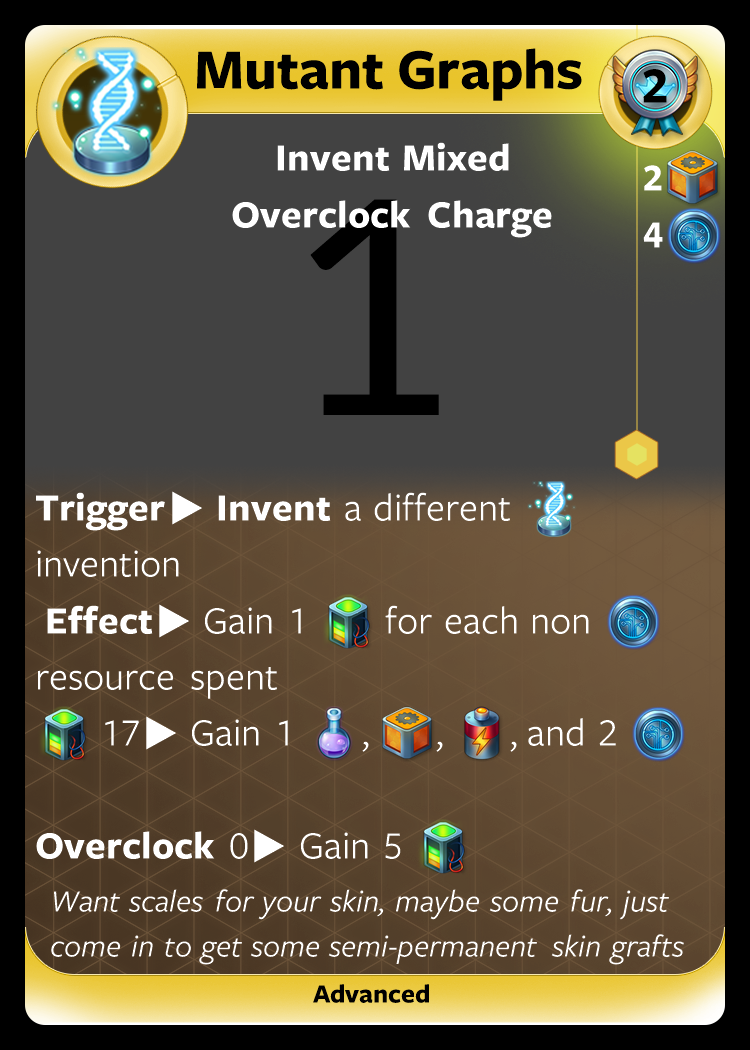 Mutant Graphs
2
Invent Mixed
2
Overclock Charge
4
1
Trigger▶ Invent a different
invention
Effect▶ Gain 1 for each non
resource spent
17▶ Gain 1 , , , and 2
Overclock 0▶ Gain 5
Want scales for your skin, maybe some fur, just
come in to get some semi-permanent skin grafts
Advanced